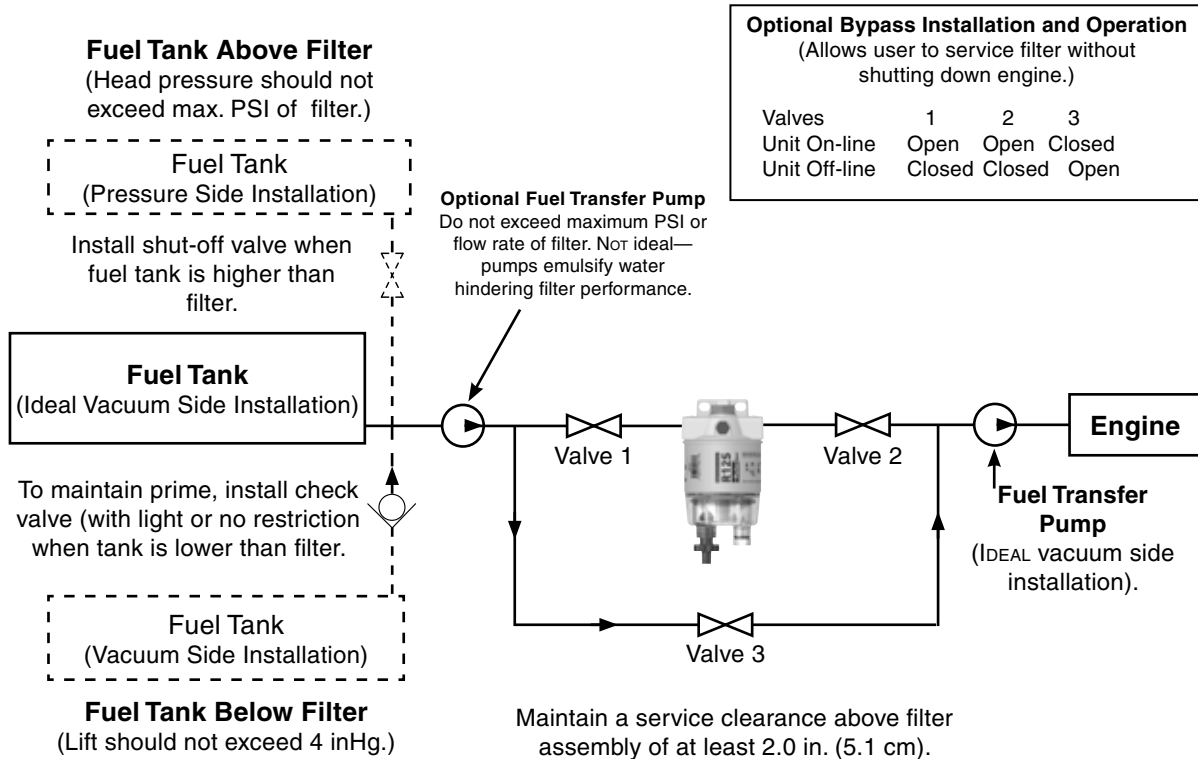 Fuel Tank Above Filter
(Head pressure should not
exceed max. PSI of filter.)
Fuel Tank
(Pressure Side Installation)
Install shut-off valve when
fuel tank is higher than
filter.
Fuel Tank
(Ideal Vacuum Side Installation)
To maintain prime, install check
valve (with light or no restriction
when tank is lower than filter.
Fuel Tank
(Vacuum Side Installation)
Fuel Tank Below Filter
(Lift should not exceed 4 inHg.)
Optional Fuel Transfer Pump
Do not exceed maximum PSI or
flow rate of filter. NOT ideal—
pumps emulsify water
hindering filter performance.
Optional Bypass Installation and Operation
(Allows user to service filter without
shutting down engine.)
Valves 1 2 3
Unit On-line Open Open Closed
Unit Off-line Closed Closed Open
Valve 1
R12S
Valve 2
Valve 3
Engine
Fuel Transfer
Pump
(IDEAL vacuum side
installation).
Maintain a service clearance above filter
assembly of at least 2.0 in. (5.1 cm).